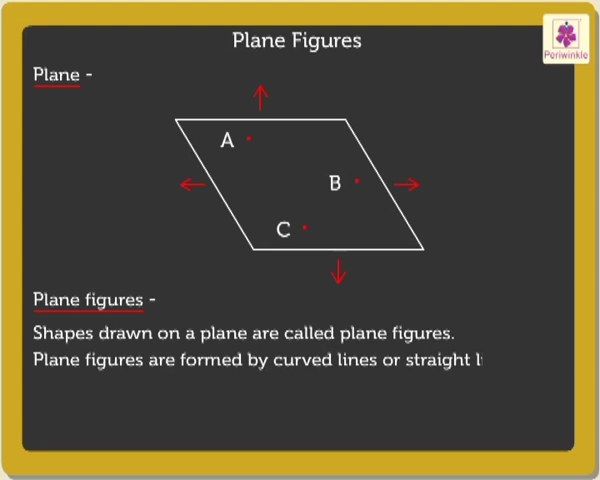 Plane Figures
Periwinkle
Plane -
A
B
C
Plane figures -
Shapes drawn on a plane are called plane figures.
Plane figures are formed by curved lines or straight